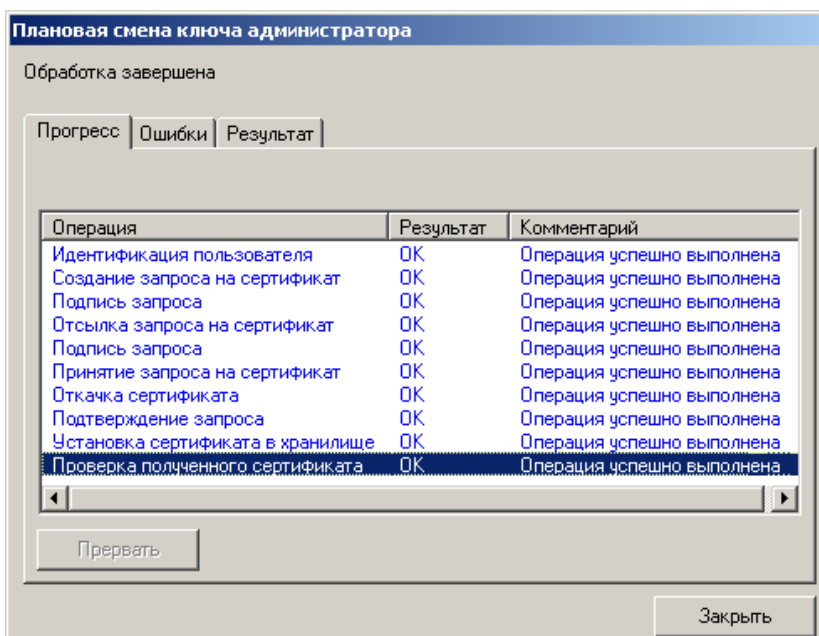 Плановая смена ключа администратора
Обработка завершена
Прогресс Ошибки Результат
Операция Результат Комментарий
Идентификация пользователя OK Операция успешно выполнена
Создание запроса на сертификат OK Операция успешно выполнена
Подпись запроса OK Операция успешно выполнена
Отсылка запроса на сертификат OK Операция успешно выполнена
Подпись запроса OK Операция успешно выполнена
Принятие запроса на сертификат OK Операция успешно выполнена
Откачка сертификата OK Операция успешно выполнена
Подтверждение запроса OK Операция успешно выполнена
Установка сертификата в хранилище OK Операция успешно выполнена
Проверка полученного сертификата OK Операция успешно выполнена
Прервать
Закрыть